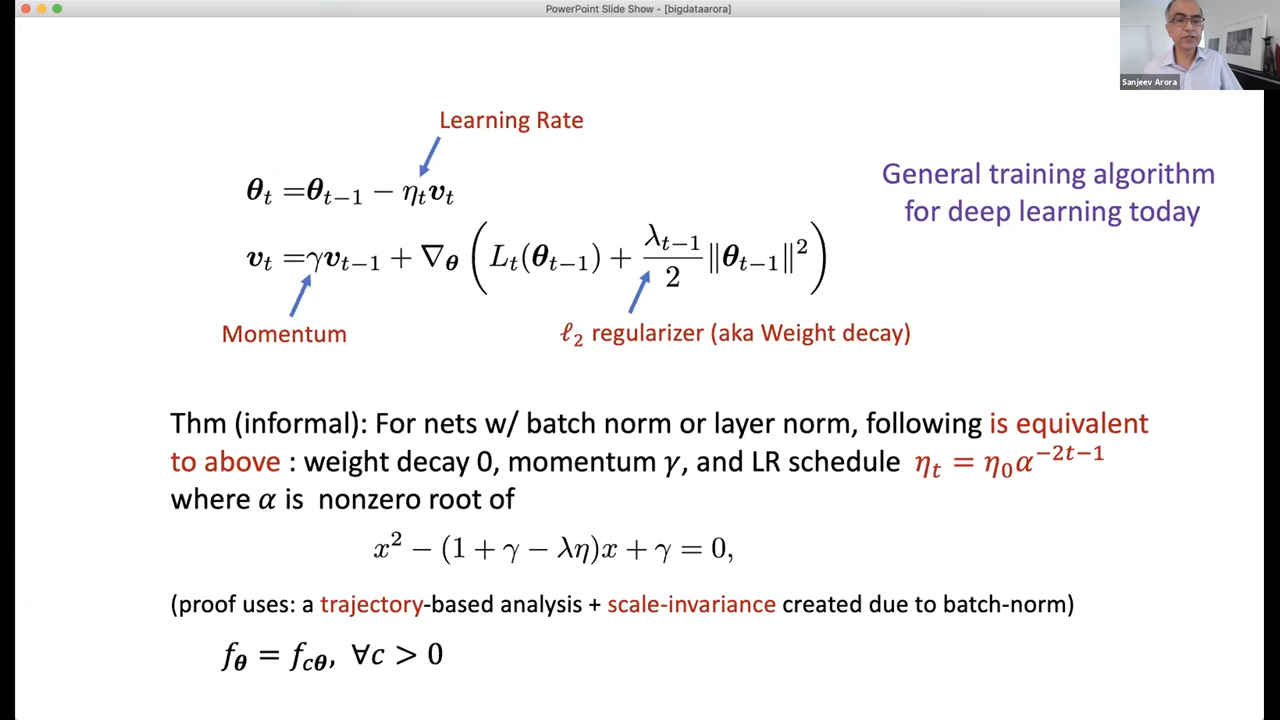 PowerPoint Slide Show - [bigdataarora]
Sanjeev Arora
Learning Rate
General training algorithm
for deep learning today
θ_t =θ_{t−1} − η_t v_t
v_t =γv_{t−1} + ∇_θ ( L_t(θ_{t−1}) + λ_{t−1}/2 ‖θ_{t−1}‖² )
Momentum
ℓ₂ regularizer (aka Weight decay)
Thm (informal): For nets w/ batch norm or layer norm, following is equivalent
to above : weight decay 0, momentum γ, and LR schedule η_t = η_0 α^{−2t−1}
where α is nonzero root of
x² − (1 + γ − λη)x + γ = 0,
(proof uses: a trajectory-based analysis + scale-invariance created due to batch-norm)
f_θ = f_{cθ}, ∀c > 0